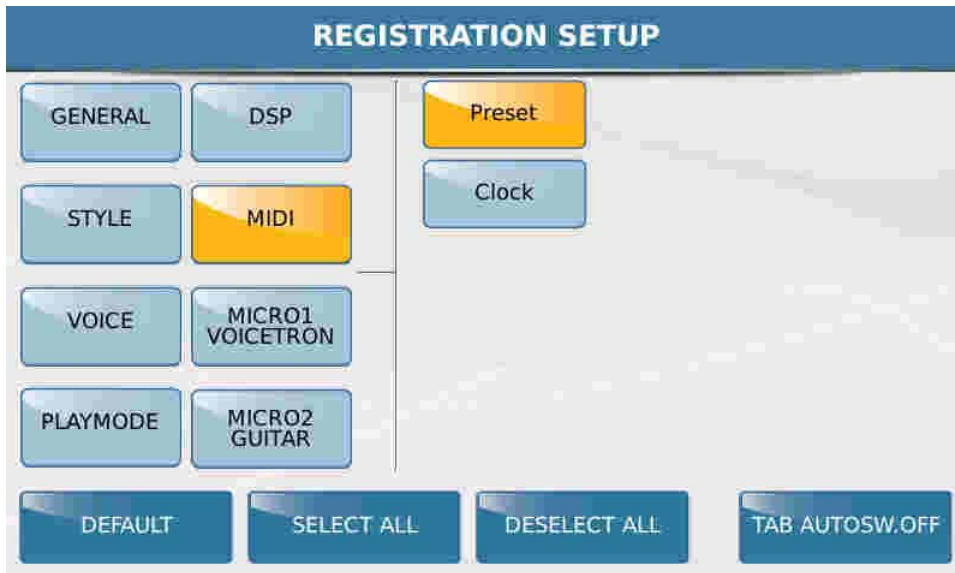 REGISTRATION SETUP
GENERAL
DSP
STYLE
MIDI
VOICE
MICRO1
VOICETRON
PLAYMODE
MICRO2
GUITAR
Preset
Clock
DEFAULT
SELECT ALL
DESELECT ALL
TAB AUTOSW.OFF